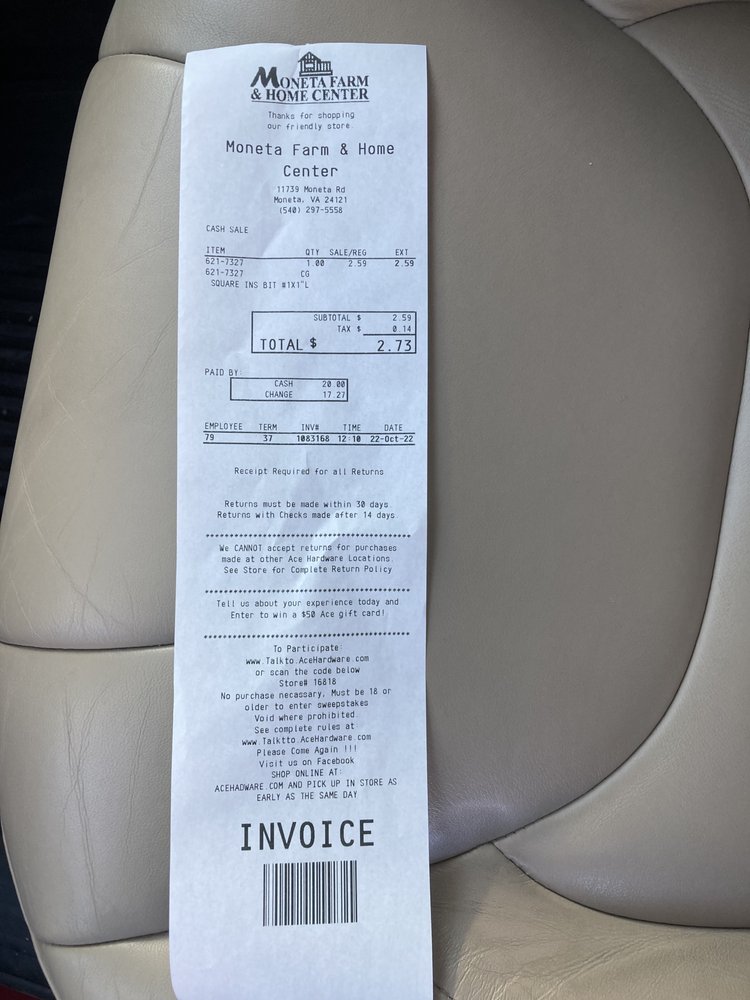 MONETA FARM
& HOME CENTER
Thanks for shopping
our friendly store.
Moneta Farm & Home
Center
11739 Moneta Rd
Moneta, VA 24121
(540) 297-5558
CASH SALE
ITEM QTY SALE/REG EXT
621-7327 1.00 2.59 2.59
621-7327 CG
SQUARE INS BIT #1X1"L
SUBTOTAL $ 2.59
TAX $ 0.14
TOTAL $ 2.73
PAID BY:
CASH 20.00
CHANGE 17.27
EMPLOYEE TERM INV# TIME DATE
79 37 1083168 12:10 22-Oct-22
Receipt Required for all Returns
Returns must be made within 30 days
Returns with Checks made after 14 days
We CANNOT accept returns for purchases
made at other Ace Hardware Locations.
See Store for Complete Return Policy
Tell us about your experience today and
Enter to win a $50 Ace gift card!
To Participate:
www.Talkto.AceHardware.com
or scan the code below
Store# 16818
No purchase necassary, Must be 18 or
older to enter sweepstakes
Void where prohibited.
See complete rules at
www.Talktto.AceHardware.com
Please Come Again !!!
Visit us on Facebook
SHOP ONLINE AT:
ACEHADWARE.COM AND PICK UP IN STORE AS
EARLY AS THE SAME DAY
INVOICE